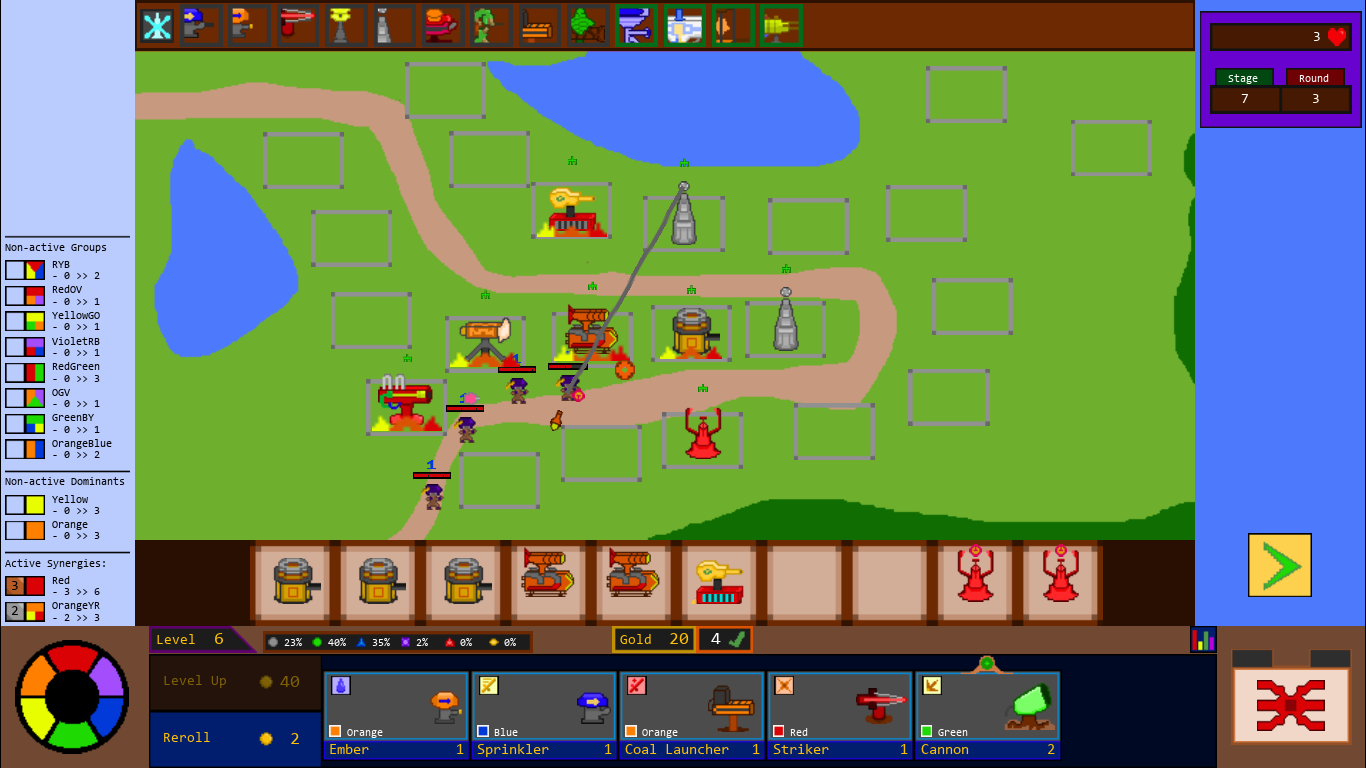 3
Stage
Round
7
3
Non-active Groups
RYB
- 0 >> 2
RedOV
- 0 >> 1
YellowGO
- 0 >> 1
VioletRB
- 0 >> 1
RedGreen
- 0 >> 3
OGV
- 0 >> 1
GreenBY
- 0 >> 1
OrangeBlue
- 0 >> 2
Non-active Dominants
Yellow
- 0 >> 3
Orange
- 0 >> 3
Active Synergies:
3
Red
- 3 >> 6
2
OrangeYR
- 2 >> 3
1
Level 6
23% 40% 35% 2% 0% 0%
Gold 20
4
Level Up 40
Reroll 2
Orange
Ember 1
Blue
Sprinkler 1
Orange
Coal Launcher 1
Red
Striker 1
Green
Cannon 2